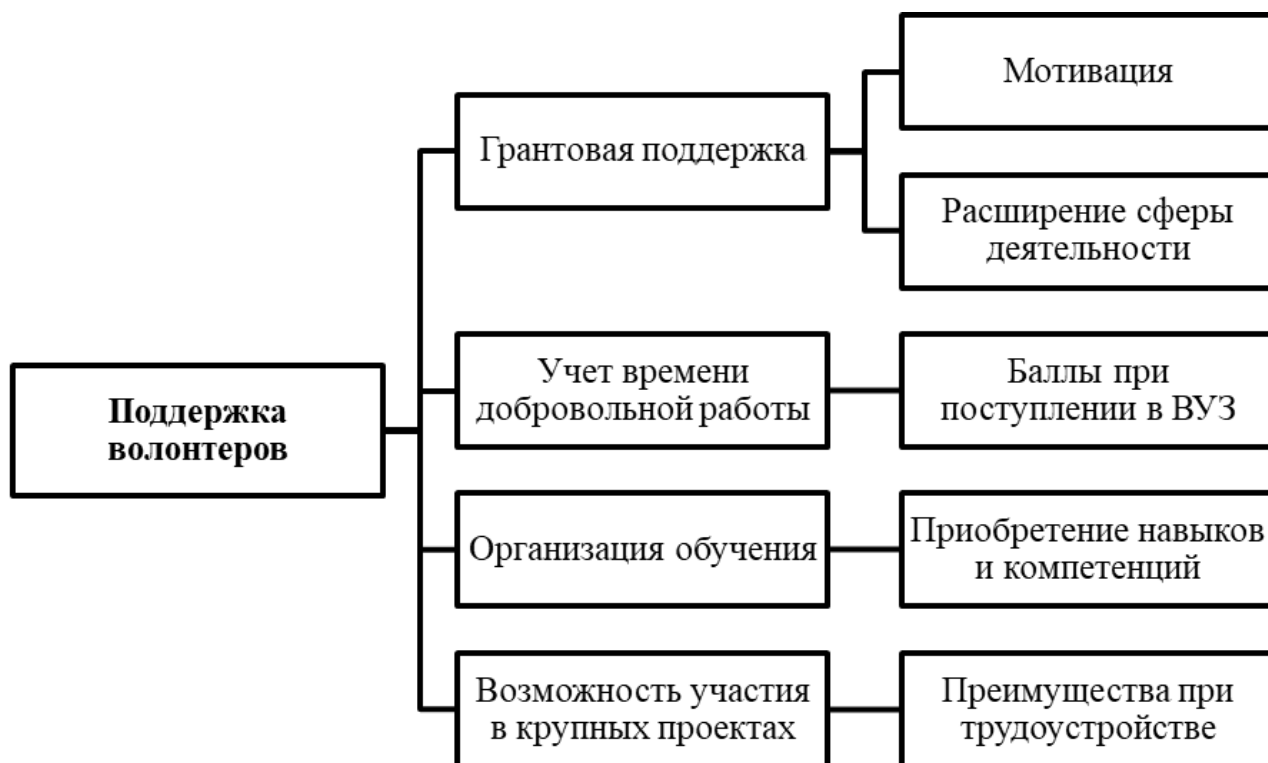 Мотивация
Грантовая поддержка
Расширение сферы
деятельности
Поддержка
волонтеров
Учет времени
добровольной работы
Баллы при
поступлении в ВУЗ
Организация обучения
Приобретение навыков
и компетенций
Возможность участия
в крупных проектах
Преимущества при
трудоустройстве